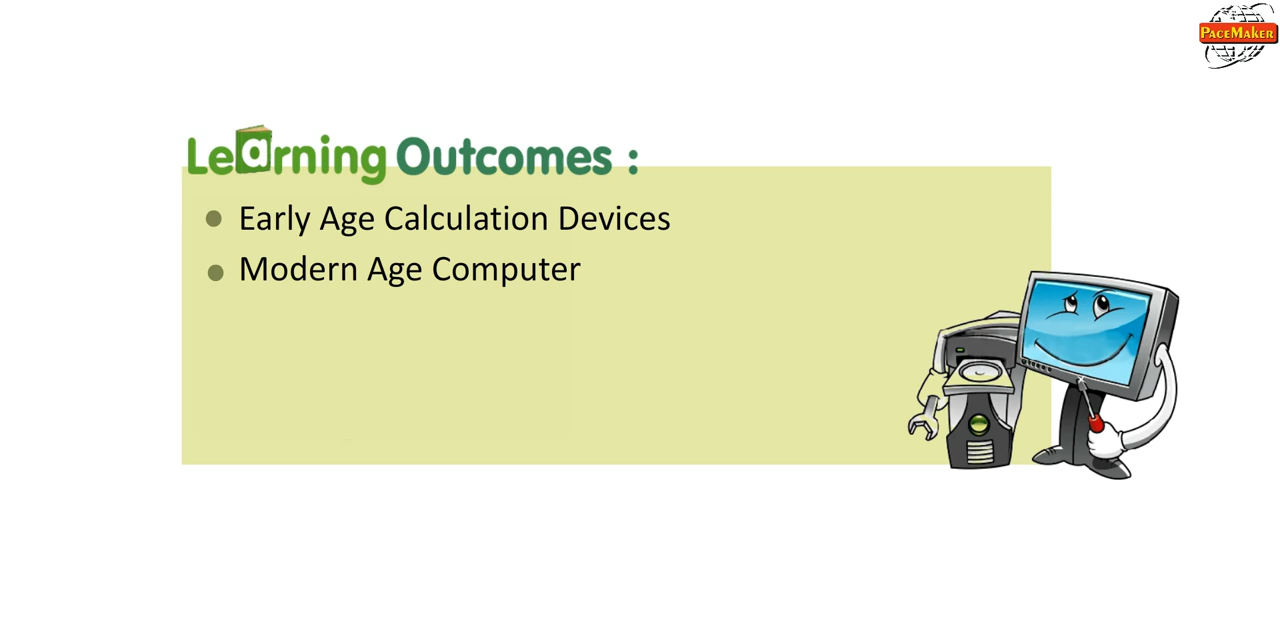 PACEMAKER
Learning Outcomes :
Early Age Calculation Devices
Modern Age Computer